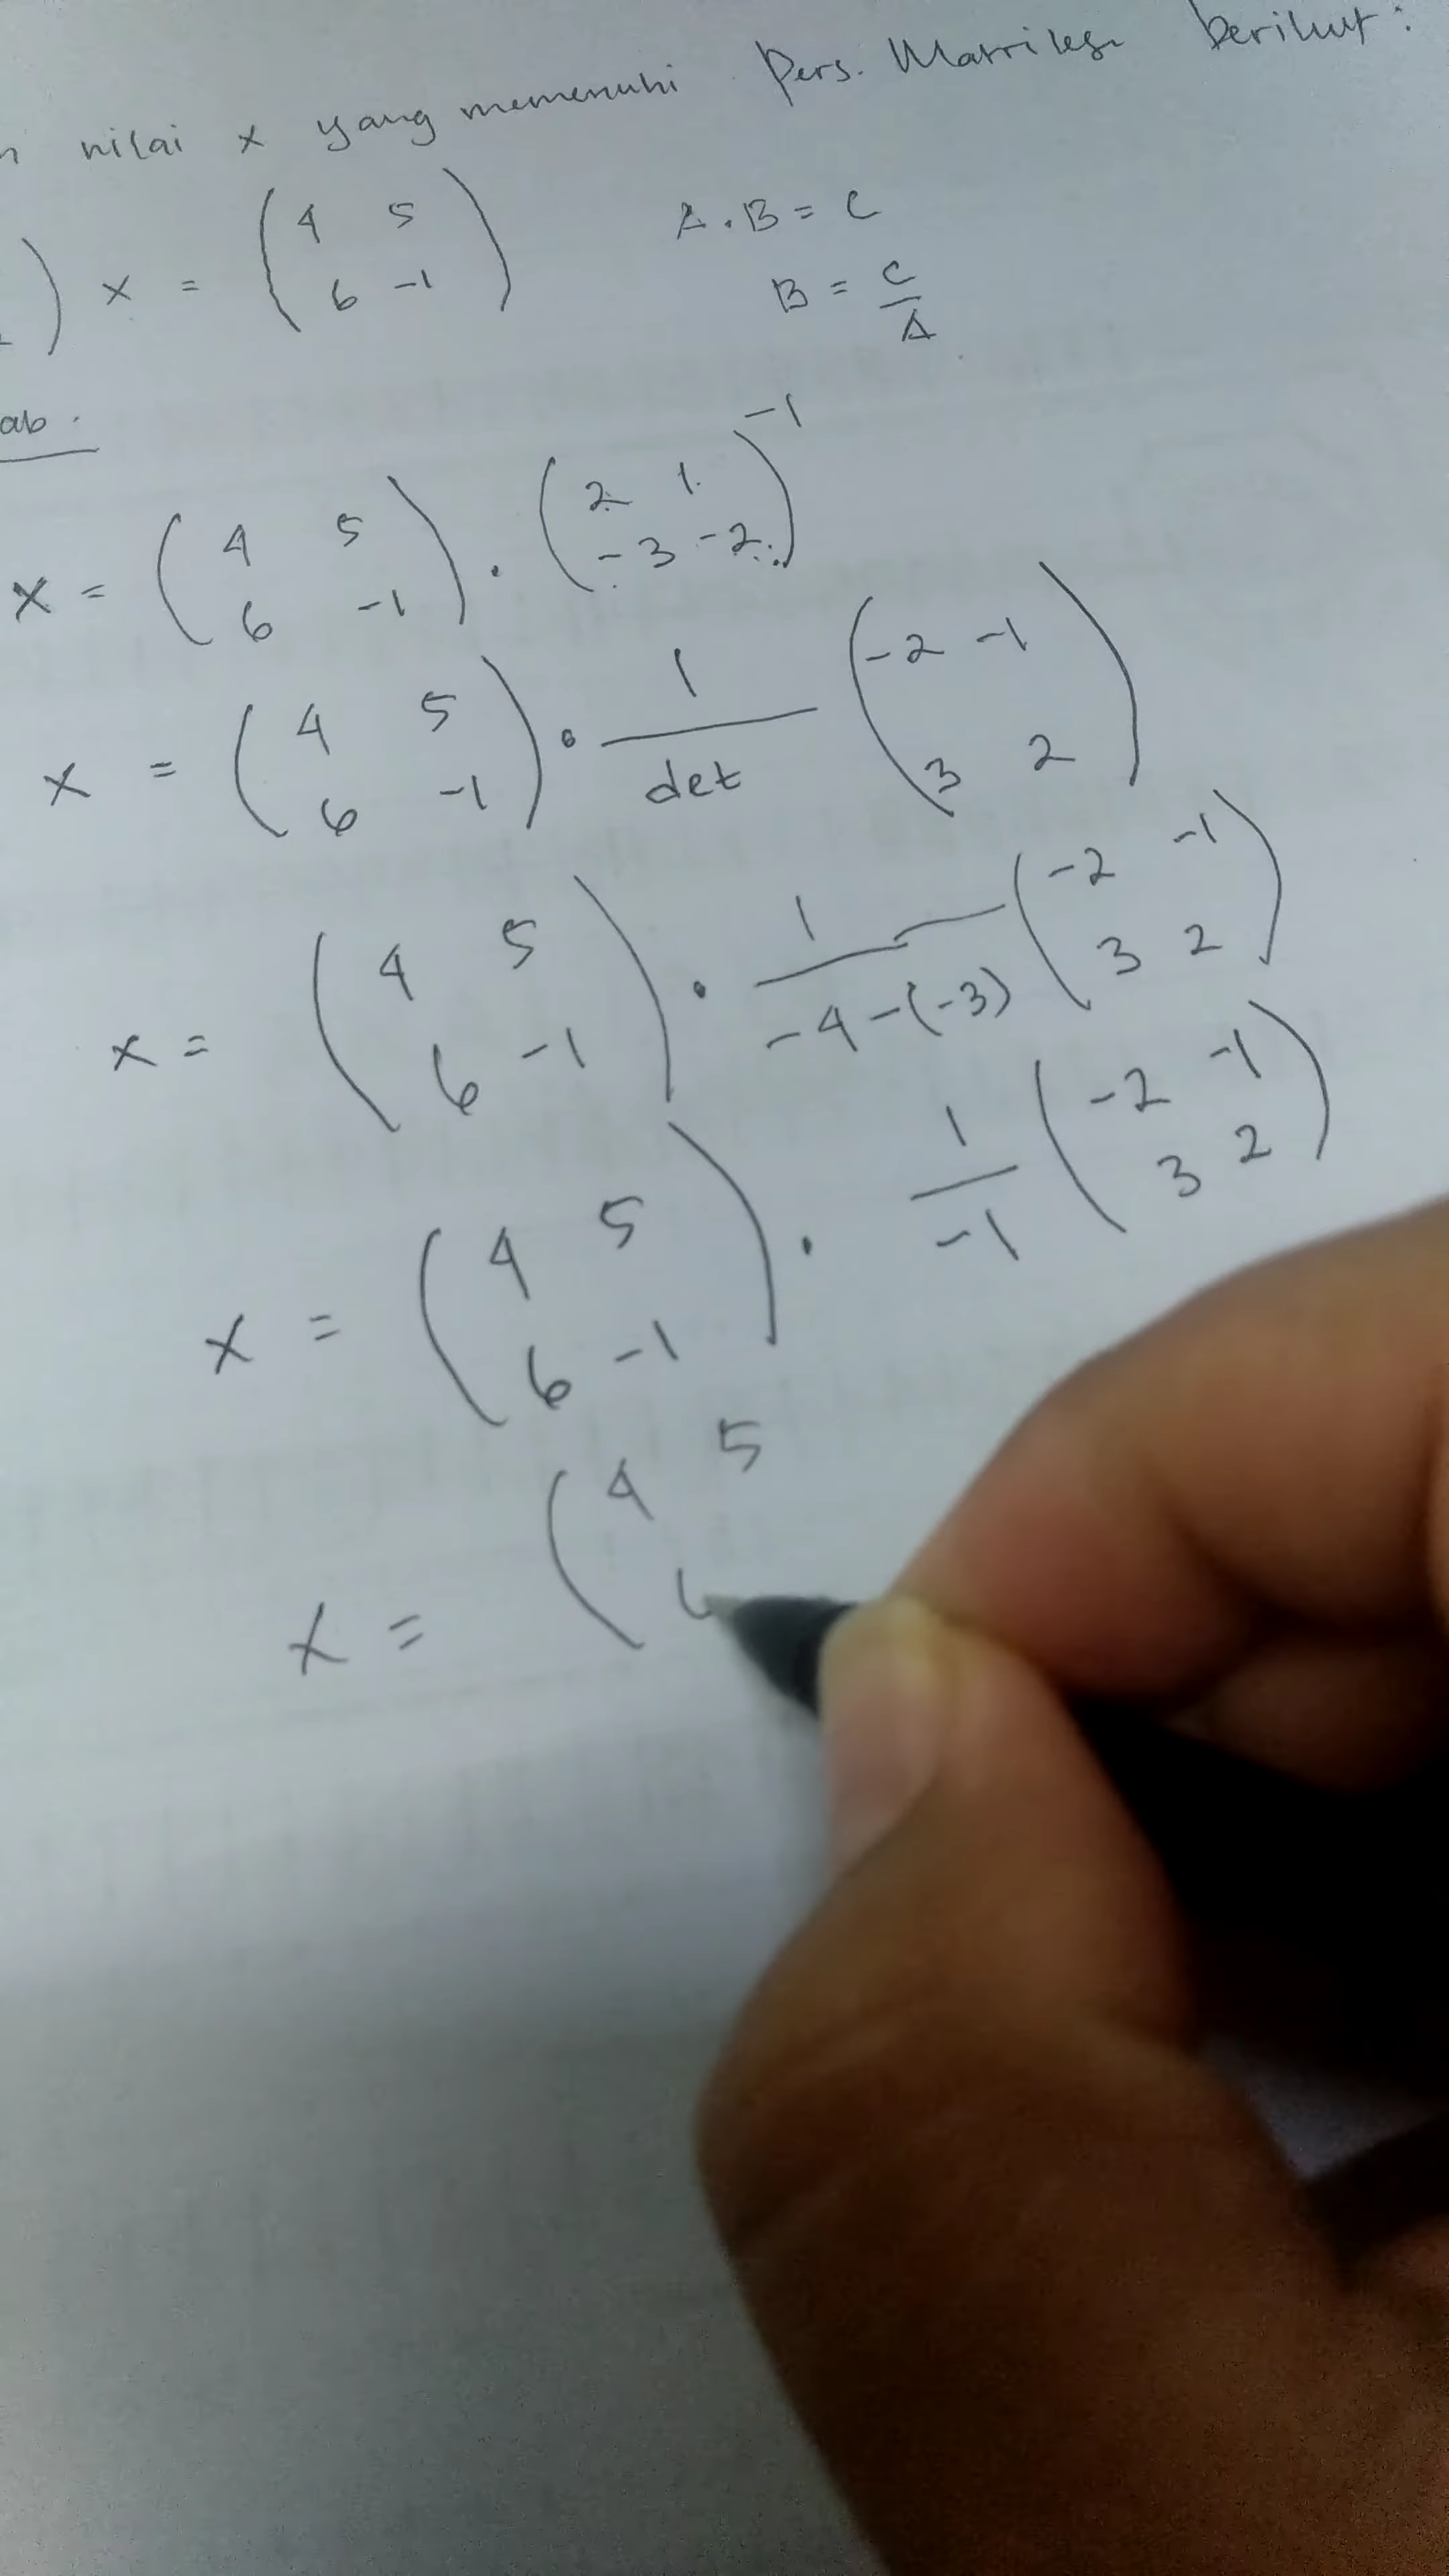 nilai x yang memenuhi Pers. Matriks berikut:
) x = ( 4 5 A . B = C
6 -1 ) B = C / A
ab.
x = ( 4 5 ) . ( 2 1 ) -1
6 -1 -3 -2
x = ( 4 5 ) . 1 ( -2 -1 )
6 -1 det 3 2
x = ( 4 5 ) . 1 ( -2 -1 )
6 -1 -4-(-3) 3 2
x = ( 4 5 ) . 1 ( -2 -1 )
6 -1 -1 3 2
x = ( 4 5